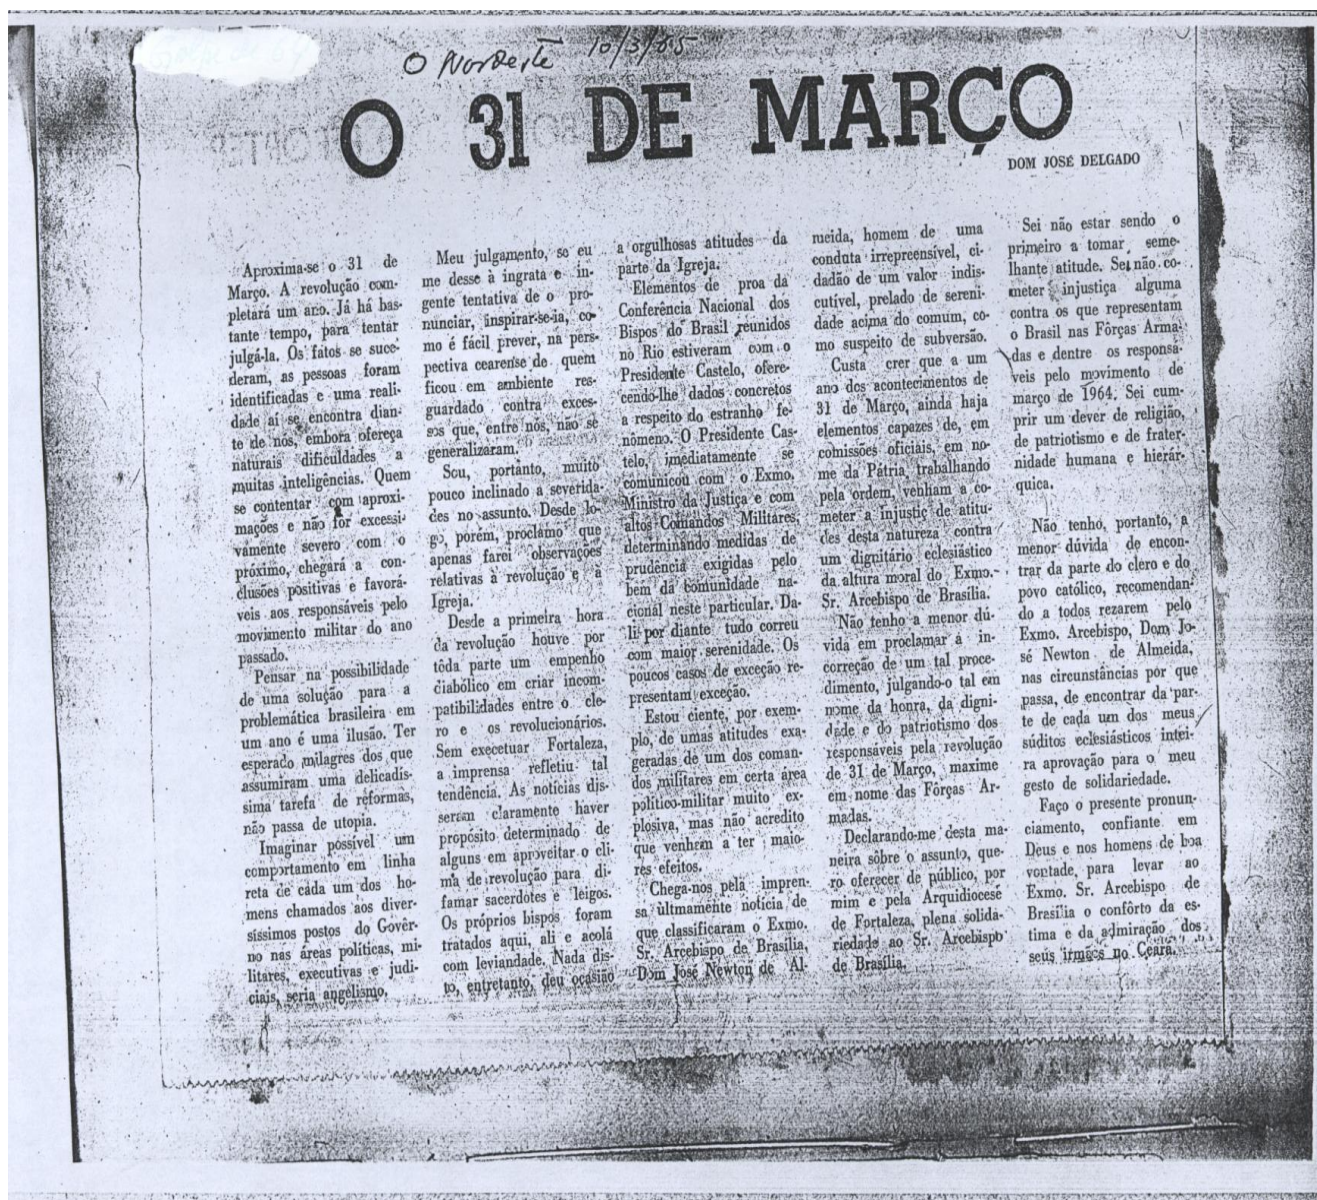 O Nordeste 10/3/65
O 31 DE MARÇO
DOM JOSÉ DELGADO
Aproxima-se o 31 de
Março. A revolução com-
pletará um ano. Já há bas-
tante tempo, para tentar
julgá-la. Os fátos se suce-
deram, as pessoas foram
identificadas e uma reali-
dade aí se encontra dian-
te de nós, embora ofereça
naturais dificuldades a
muitas inteligências. Quem
se contentar com aproxi-
mações e não for excessi-
vamente severo com o
próximo, chegará a con-
clusões positivas e favorá-
veis aos responsáveis pelo
movimento militar do ano
passado.
Pensar na possibilidade
de uma solução para a
problemática brasileira em
um ano é uma ilusão. Ter
esperado milagres dos que
assumiram uma delicadís-
sima tarefa de reformas,
não passa de utopia.
Imaginar possível um
comportamento em linha
reta de cada um dos ho-
mens chamados aos diver-
síssimos postos do Govêr-
no nas áreas políticas, mi-
litares, executivas e judi-
ciais, seria angelismo.
Meu julgamento, se eu
me desse à ingrata e in-
gente tentativa de o pro-
nunciar, inspirar-se-ia, co-
mo é fácil prever, na pers-
pectiva cearense de quem
ficou em ambiente res-
guardado contra exces-
sos que, entre nós, não se
generalizaram.
Sou, portanto, muito
pouco inclinado a severida-
des no assunto. Desde lo-
go, porém, proclamo que
apenas farei observações
relativas à revolução e à
Igreja.
Desde a primeira hora
da revolução houve por
tôda parte um empenho
diabólico em criar incom-
patibilidades entre o cle-
ro e os revolucionários.
Sem execetuar Fortaleza,
a imprensa refletiu tal
tendência. As notícias dis-
seram claramente haver
propósito determinado de
alguns em aproveitar o cli-
ma de revolução para di-
famar sacerdotes e leigos.
Os próprios bispos foram
tratados aqui, ali e acolá
com leviandade. Nada dis-
to, entretanto, deu ocasião
a orgulhosas atitudes da
parte da Igreja.
Elementos de proa da
Conferência Nacional dos
Bispos do Brasil reunidos
no Rio estiveram com o
Presidente Castelo, ofere-
cendo-lhe dados concretos
a respeito do estranho fe-
nômeno. O Presidente Cas-
telo, imediatamente se
comunicou com o Exmo.
Ministro da Justiça e com
altos Comandos Militares,
determinando medidas de
prudência exigidas pelo
bem da comunidade na-
cional neste particular. Da-
li por diante tudo correu
com maior serenidade. Os
poucos casos de exceção re-
presentam exceção.
Estou ciente, por exem-
plo, de umas atitudes exa-
geradas de um dos coman-
dos militares em certa área
político-militar muito ex-
plosiva, mas não acredito
que venham a ter maio-
res efeitos.
Chega-nos pela impren-
sa ùltmamente notícia de
que classificaram o Exmo.
Sr. Arcebispo de Brasília,
Dom José Newton de Al-
meida, homem de uma
conduta irrepreensível, ci-
dadão de um valor indis-
cutível, prelado de sereni-
dade acima do comum, co-
mo suspeito de subversão.
Custa crer que a um
ano dos acontecimentos de
31 de Março, ainda haja
elementos capazes de, em
comissões oficiais, em no-
me da Pátria, trabalhando
pela ordem, venham a co-
meter a injustiç de atitu-
des desta natureza contra
um dignitário eclesiástico
da altura moral do Exmo.
Sr. Arcebispo de Brasília.
Não tenho a menor dú-
vida em proclamar a in-
correção de um tal proce-
dimento, julgando-o tal em
nome da honra, da digni-
dade e do patriotismo dos
responsáveis pela revolução
de 31 de Março, maxime
em nome das Fôrças Ar-
madas.
Declarando-me desta ma-
neira sôbre o assunto, que-
ro oferecer de público, por
mim e pela Arquidiocese
de Fortaleza, plena solida-
riedade ao Sr. Arcebispo
de Brasília.
Sei não estar sendo o
primeiro a tomar seme-
lhante atitude. Sei não co-
meter injustiça alguma
contra os que representam
o Brasil nas Fôrças Arma-
das e dentre os responsá-
veis pelo movimento de
março de 1964. Sei cum-
prir um dever de religião,
de patriotismo e de frater-
nidade humana e hierár-
quica.
Não tenho, portanto, a
menor dúvida de encon-
trar da parte do clero e do
povo católico, recomendan-
do a todos rezarem pelo
Exmo. Arcebispo, Dom Jo-
sé Newton de Almeida,
nas circunstâncias por que
passa, de encontrar da par-
te de cada um dos meus
súditos eclesiásticos intei-
ra aprovação para o meu
gesto de solidariedade.
Faço o presente pronun-
ciamento, confiante em
Deus e nos homens de boa
vontade, para levar ao
Exmo. Sr. Arcebispo de
Brasília o confôrto da es-
tima e da admiração dos
seus irmãos no Ceará.